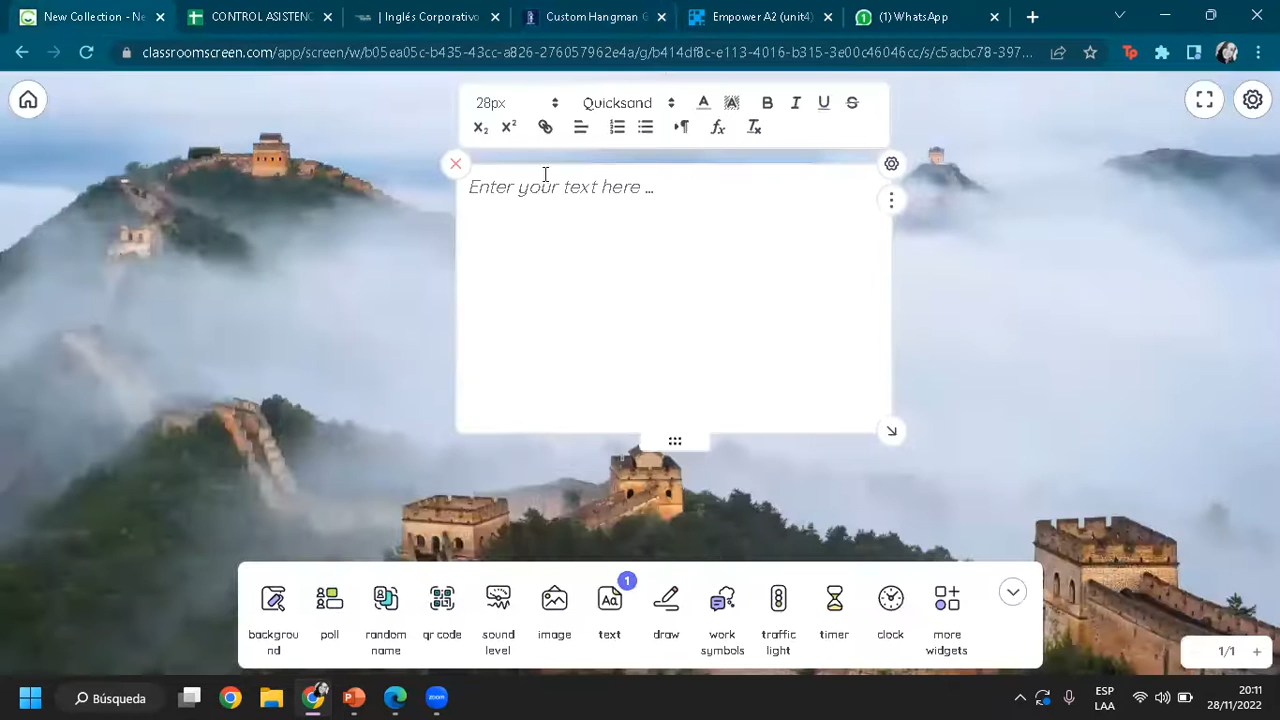 New Collection - Ne
CONTROL ASISTENC
Inglés Corporativo
Custom Hangman G
Empower A2 (unit4)
(1) WhatsApp
classroomscreen.com/app/screen/w/b05ea05c-b435-43cc-a826-276057962e4a/g/b414df8c-e113-4016-b315-3e00c46046cc/s/c5acbc78-397...
28px
Quicksand
Enter your text here ...
1
backgrou
nd
poll
random
name
qr code
sound
level
image
text
draw
work
symbols
traffic
light
timer
clock
more
widgets
1/1
Búsqueda
zoom
ESP
LAA
20:11
28/11/2022